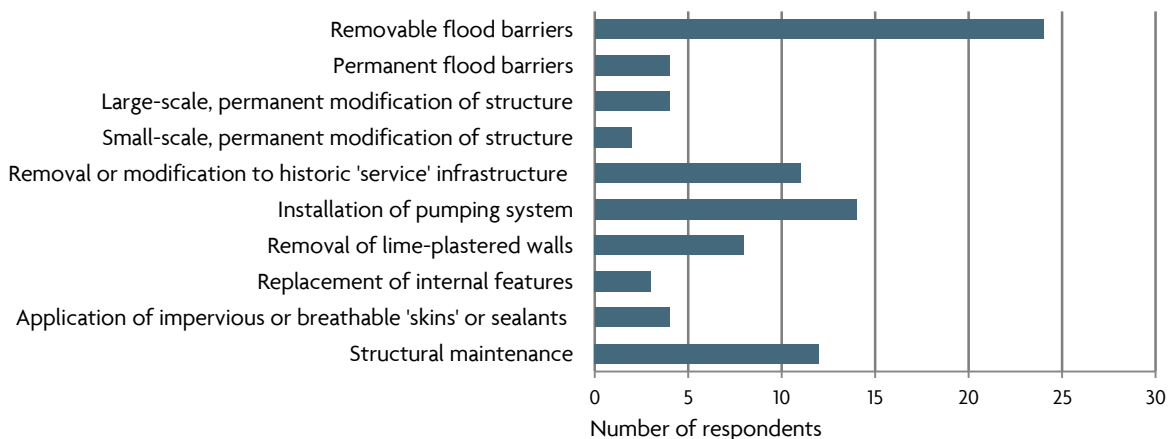 Removable flood barriers
Permanent flood barriers
Large-scale, permanent modification of structure
Small-scale, permanent modification of structure
Removal or modification to historic 'service' infrastructure
Installation of pumping system
Removal of lime-plastered walls
Replacement of internal features
Application of impervious or breathable 'skins' or sealants
Structural maintenance
0 5 10 15 20 25 30
Number of respondents